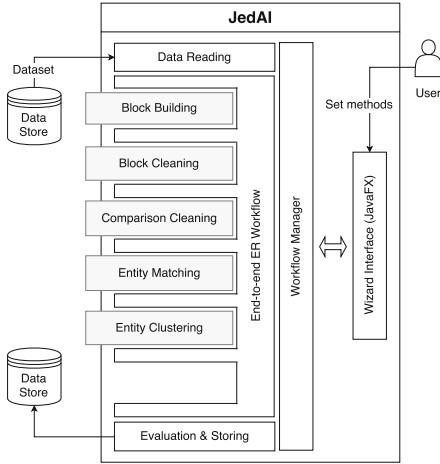 JedAI
Data Reading
Dataset
Data
Store
User
Set methods
Block Building
Block Cleaning
Comparison Cleaning
Entity Matching
Entity Clustering
End-to-end ER Workflow
Workflow Manager
Wizard Interface (JavaFX)
Data
Store
Evaluation & Storing